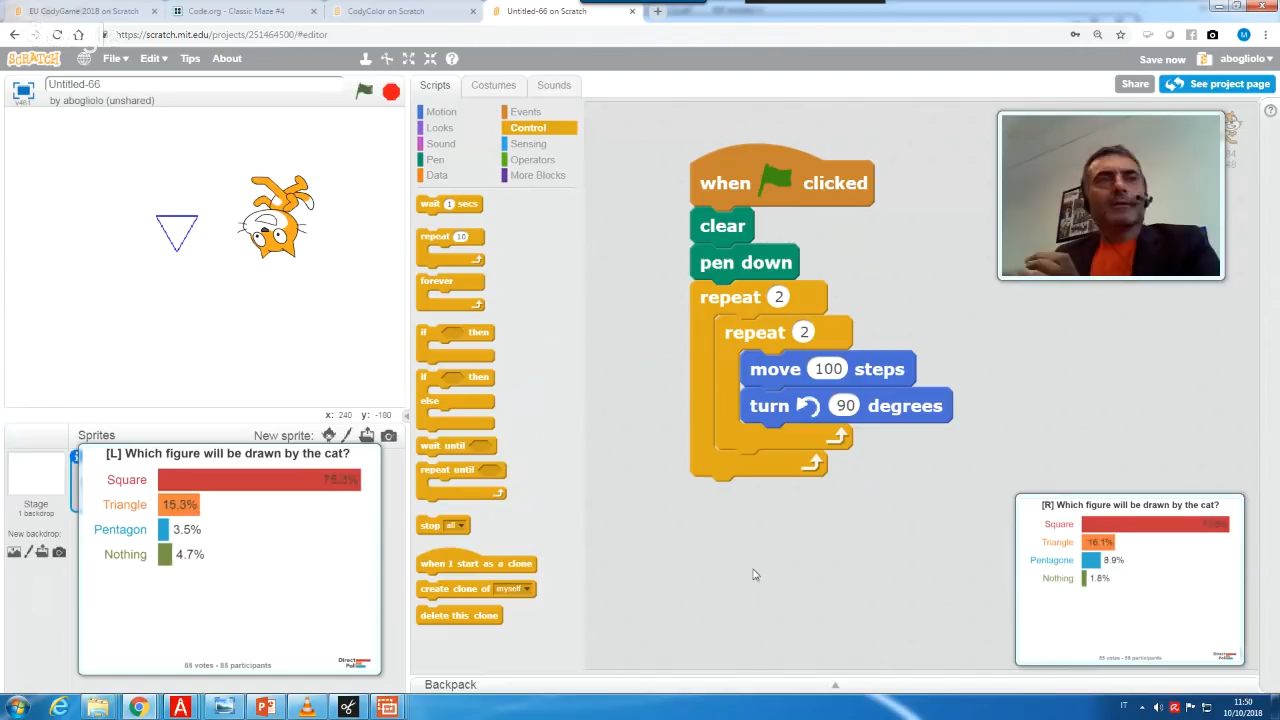 EU CodyGame 2018 on Scratch
Code.org - Classic Maze #4
CodyColor on Scratch
Untitled-66 on Scratch
https://scratch.mit.edu/projects/251464500/#editor
SCRATCH
File
Edit
Tips
About
Save now
abogliolo
Untitled-66
by abogliolo (unshared)
Scripts
Costumes
Sounds
Share
See project page
Motion
Events
Looks
Control
Sound
Sensing
Pen
Operators
Data
More Blocks
wait 1 secs
repeat 10
forever
if then
if then
else
wait until
repeat until
stop all
when I start as a clone
create clone of myself
delete this clone
when clicked
clear
pen down
repeat 2
repeat 2
move 100 steps
turn 90 degrees
x: 240 y: -180
Sprites
New sprite:
Stage
1 backdrop
New backdrop:
[L] Which figure will be drawn by the cat?
Square
Triangle 15.3%
Pentagon 3.5%
Nothing 4.7%
participants
Direct
Poll
[R] Which figure will be drawn by the cat?
Square
Triangle 16.1%
Pentagone 8.9%
Nothing 1.8%
participants
Backpack
IT
11:50
10/10/2018